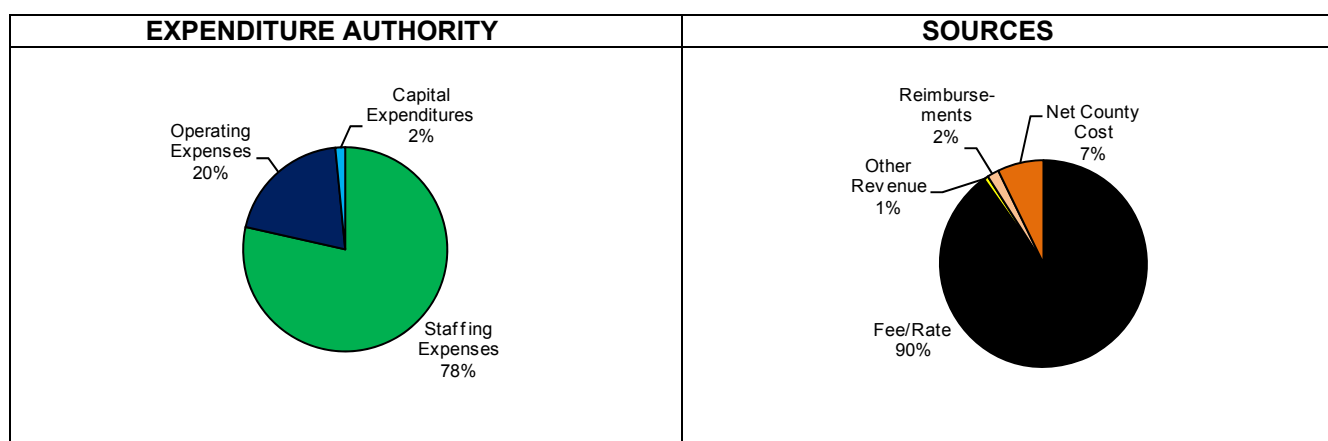 EXPENDITURE AUTHORITY
Capital
Expenditures
2%
Operating
Expenses
20%
Staffing
Expenses
78%
SOURCES
Reimburse-
ments
2%
Net County
Cost
7%
Other
Revenue
1%
Fee/Rate
90%